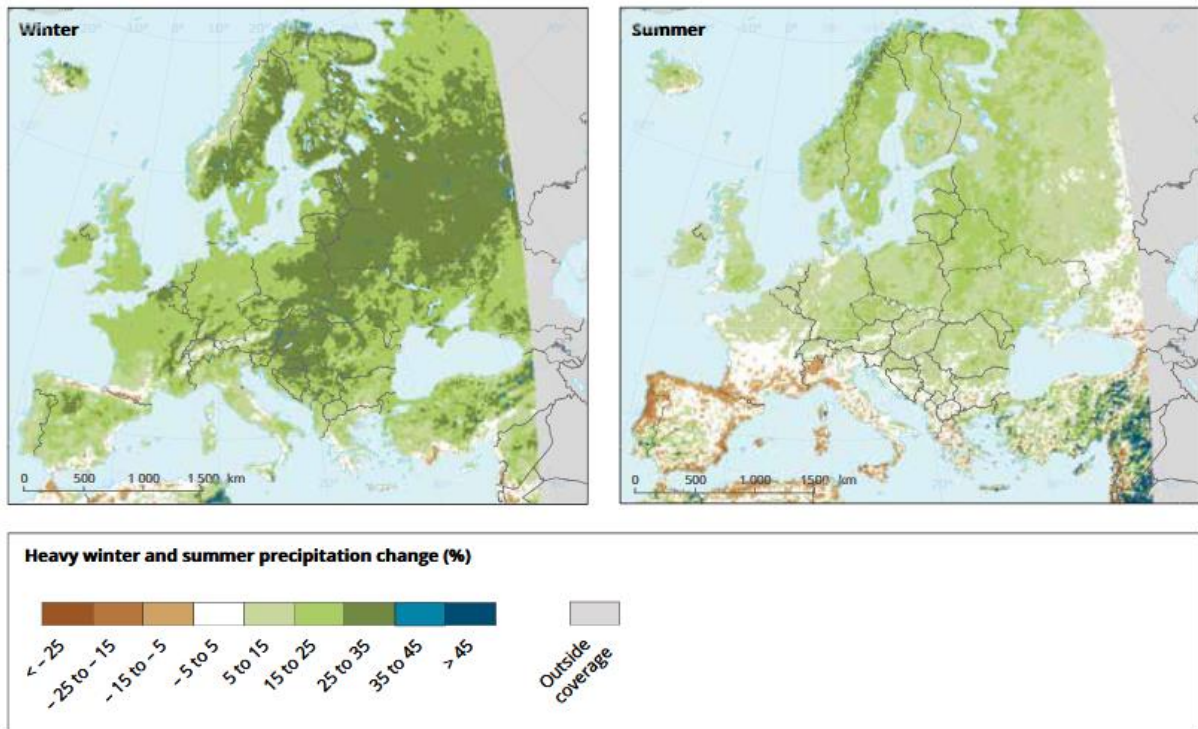 Winter
Summer
0 500 1 000 1 500 km
0 500 1 000 1500 km
Heavy winter and summer precipitation change (%)
< – 25
– 25 to – 15
– 15 to – 5
– 5 to 5
5 to 15
15 to 25
25 to 35
35 to 45
> 45
Outside
coverage